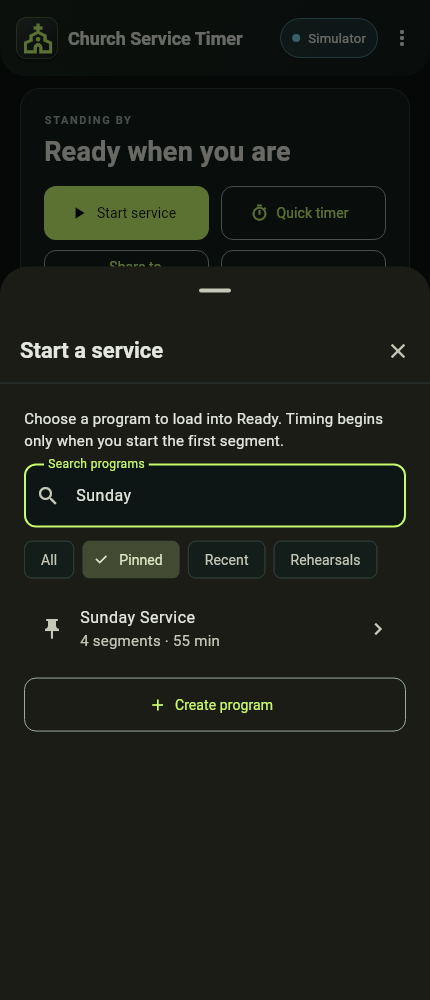 Church Service Timer
Simulator
STANDING BY
Ready when you are
Start service
Quick timer
Share to
Start a service
Choose a program to load into Ready. Timing begins
only when you start the first segment.
Search programs
Sunday
All
Pinned
Recent
Rehearsals
Sunday Service
4 segments · 55 min
Create program